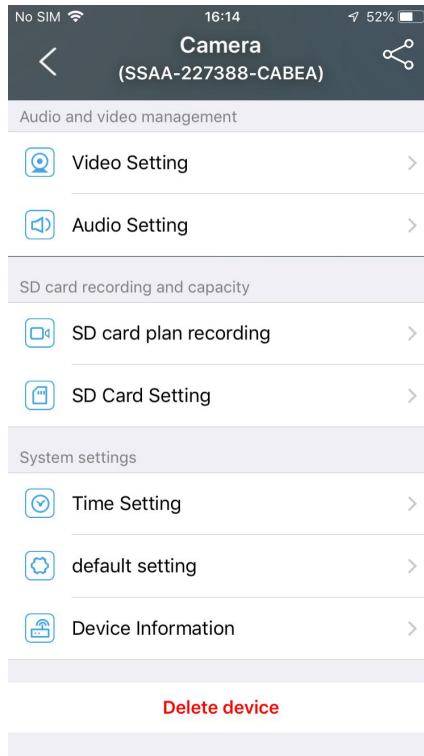 No SIM 16:14 52%
Camera
(SSAA-227388-CABEA)
Audio and video management
Video Setting
Audio Setting
SD card recording and capacity
SD card plan recording
SD Card Setting
System settings
Time Setting
default setting
Device Information
Delete device